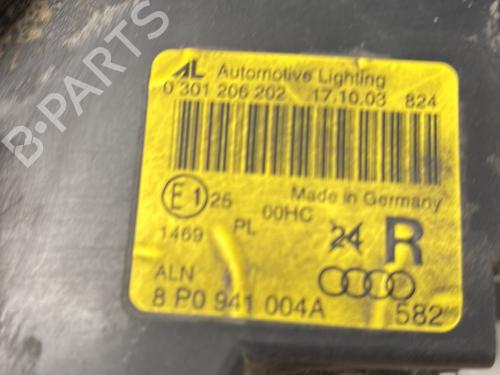 AL Automotive Lighting
0 301 206 202 17.10.03 824
Made in Germany
E1 25
00HC
PL
1469
24 R
ALN
8 P0 941 004A 582
B-PARTS